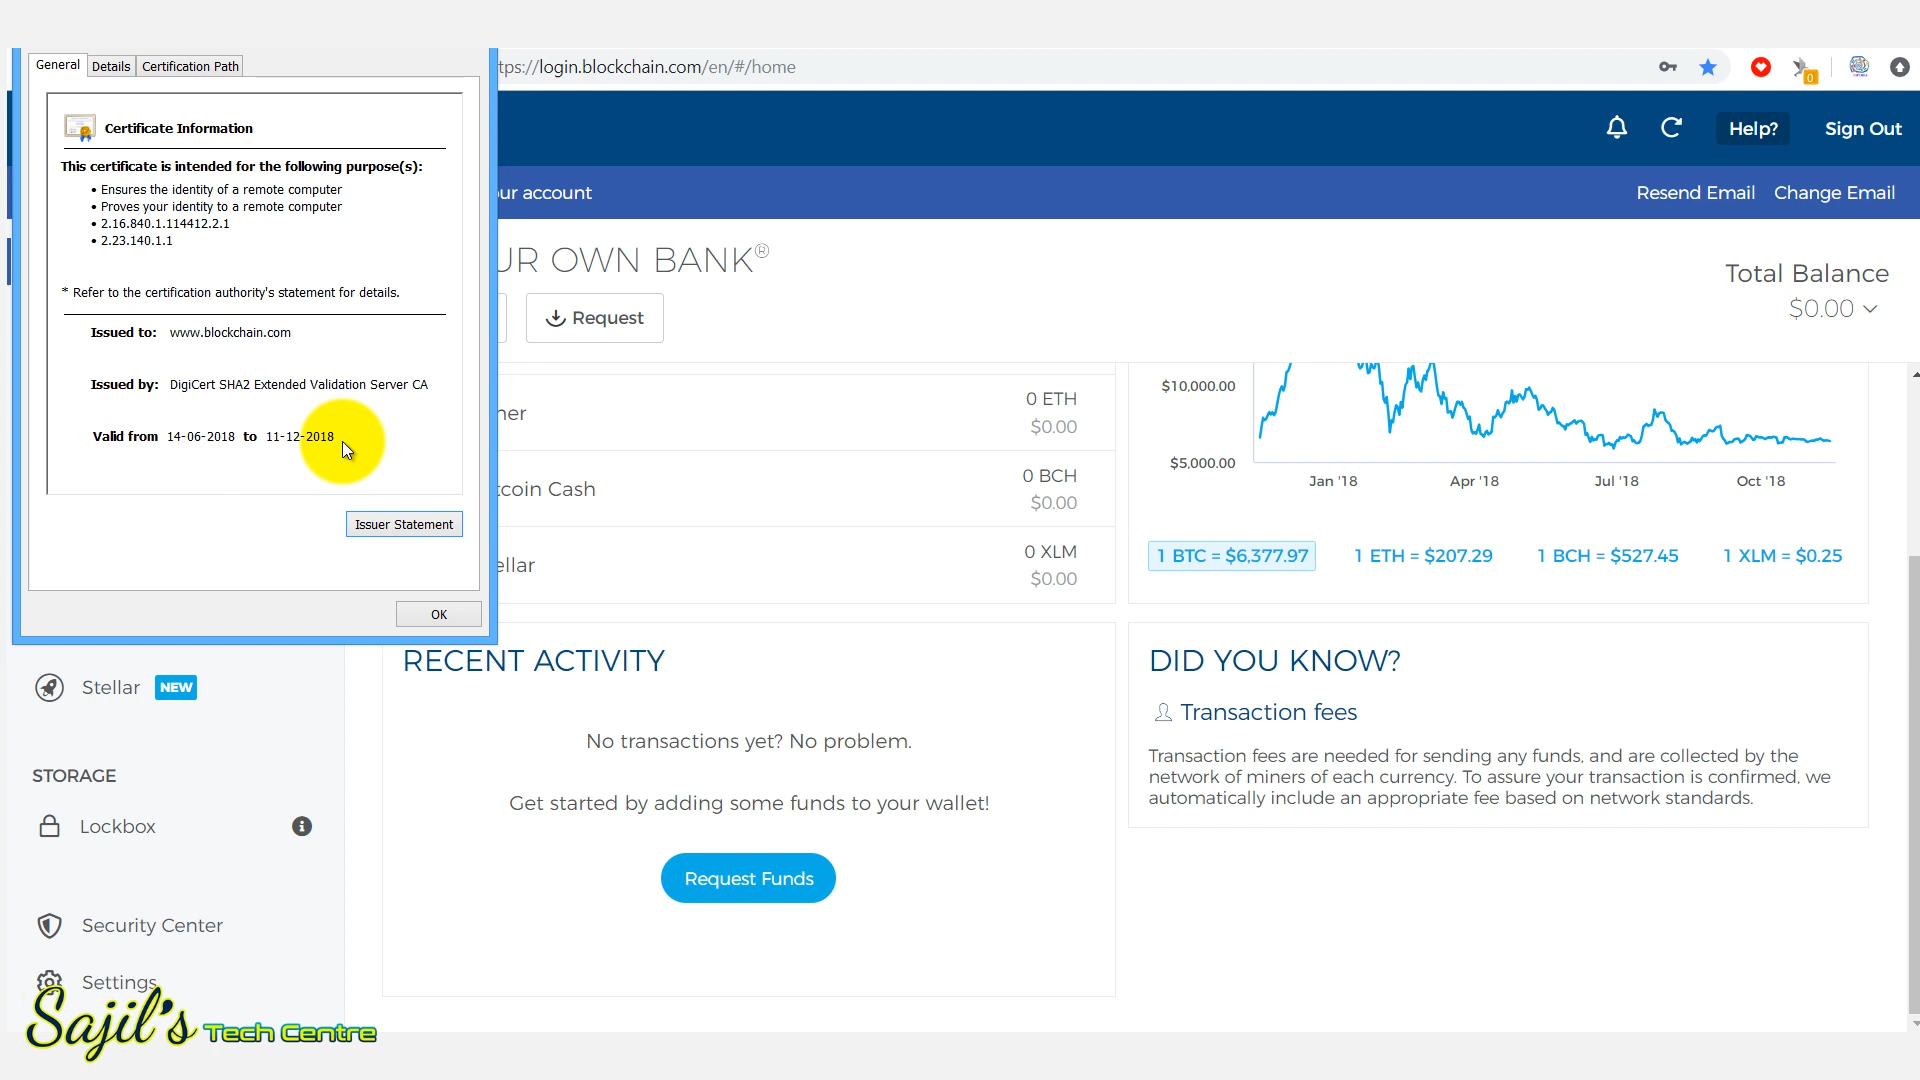 General
Details
Certification Path
Certificate Information
This certificate is intended for the following purpose(s):
• Ensures the identity of a remote computer
• Proves your identity to a remote computer
• 2.16.840.1.114412.2.1
• 2.23.140.1.1
* Refer to the certification authority's statement for details.
Issued to: www.blockchain.com
Issued by: DigiCert SHA2 Extended Validation Server CA
Valid from 14-06-2018 to 11-12-2018
Issuer Statement
OK
tps://login.blockchain.com/en/#/home
0
Help?
Sign Out
ur account
Resend Email
Change Email
UR OWN BANK®
Request
Total Balance
$0.00
her
0 ETH
$0.00
tcoin Cash
0 BCH
$0.00
ellar
0 XLM
$0.00
$10,000.00
$5,000.00
Jan '18
Apr '18
Jul '18
Oct '18
1 BTC = $6,377.97
1 ETH = $207.29
1 BCH = $527.45
1 XLM = $0.25
Stellar NEW
STORAGE
Lockbox
Security Center
Settings
RECENT ACTIVITY
No transactions yet? No problem.
Get started by adding some funds to your wallet!
Request Funds
DID YOU KNOW?
Transaction fees
Transaction fees are needed for sending any funds, and are collected by the
network of miners of each currency. To assure your transaction is confirmed, we
automatically include an appropriate fee based on network standards.
Sajil's Tech Centre